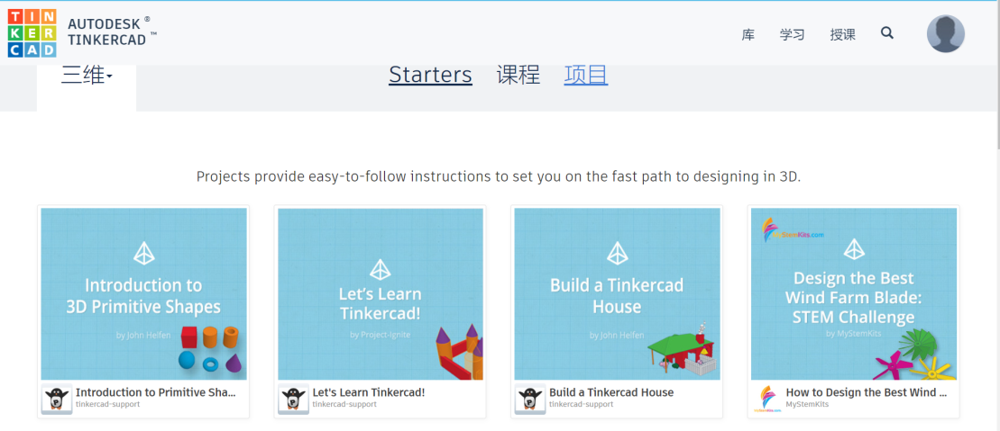 TIN
KER
CAD
AUTODESK ®
TINKERCAD ™
库 学习 授课
三维
Starters 课程 项目
Projects provide easy-to-follow instructions to set you on the fast path to designing in 3D.
Introduction to
3D Primitive Shapes
by John Helfen
Introduction to Primitive Sha...
tinkercad-support
Let's Learn
Tinkercad!
by Project-Ignite
Let's Learn Tinkercad!
tinkercad-support
Build a Tinkercad
House
by John Helfen
Build a Tinkercad House
tinkercad-support
MyStemKits.com
Design the Best
Wind Farm Blade:
STEM Challenge
by MyStemKits
How to Design the Best Wind ...
MyStemKits